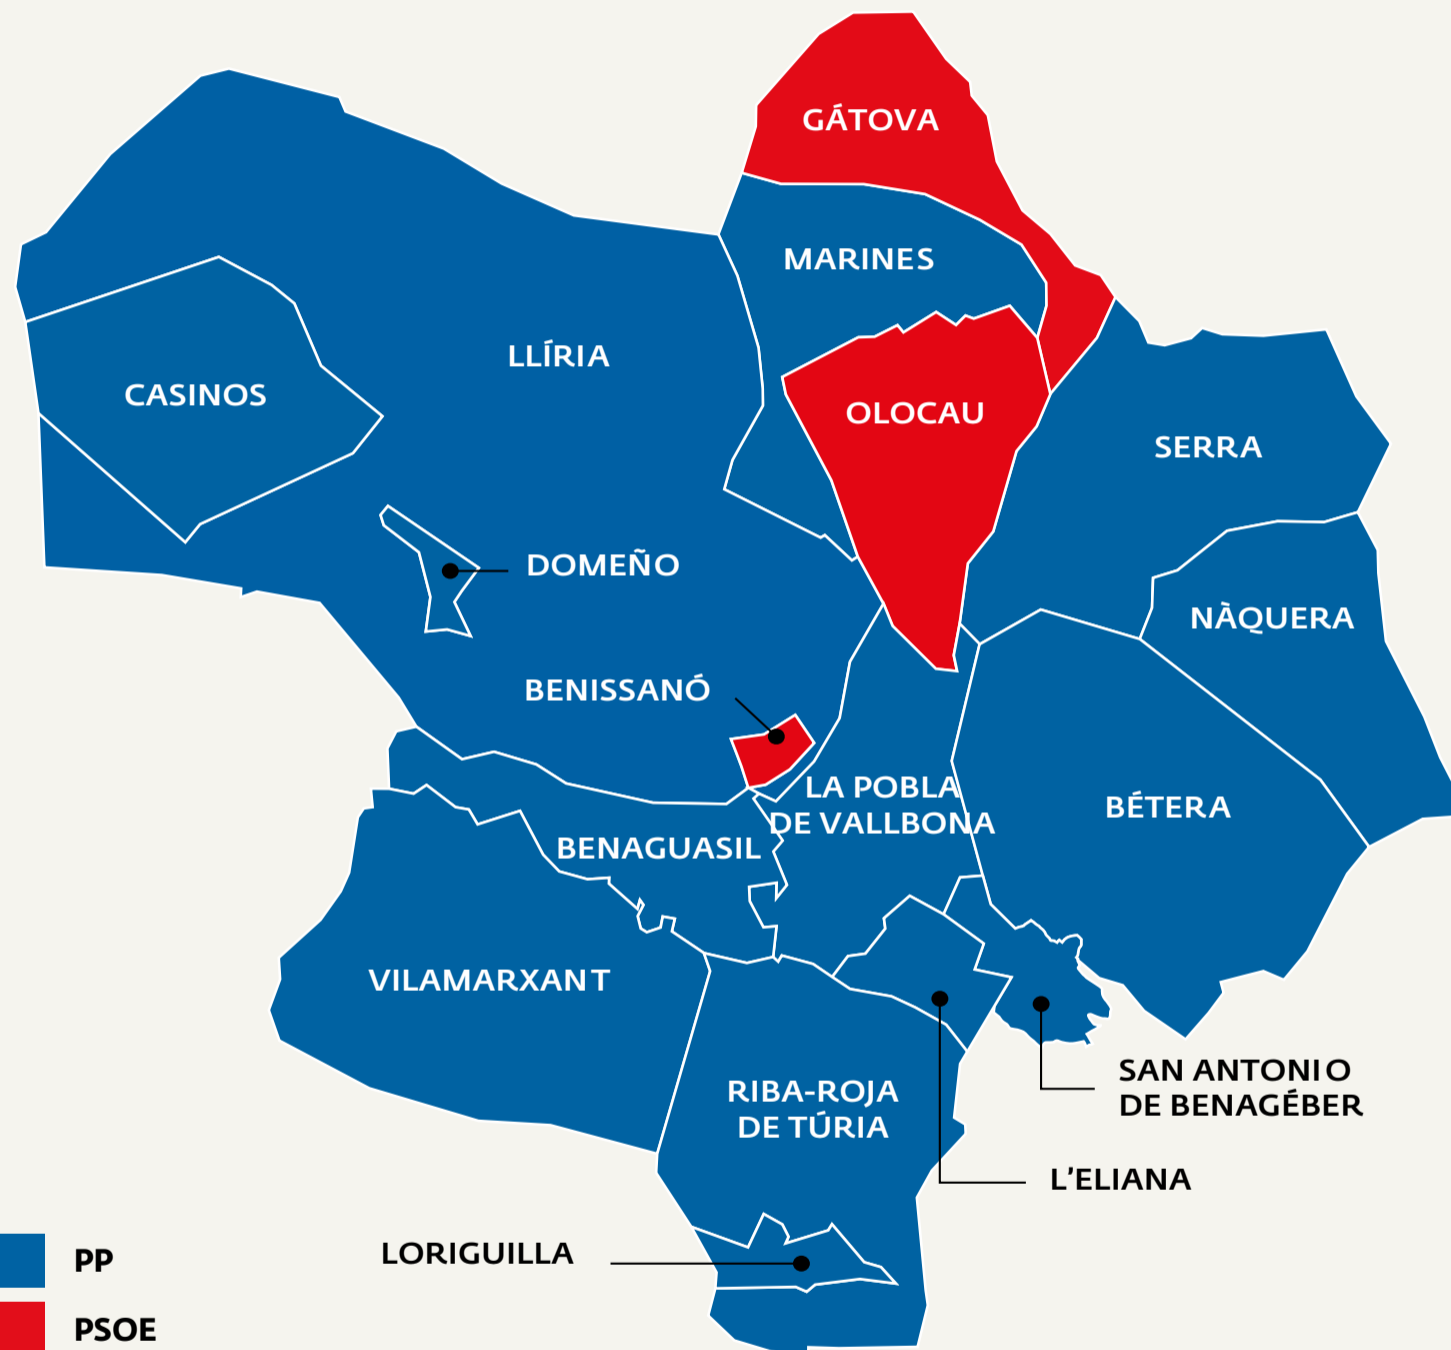 GÁTOVA
MARINES
LLÍRIA
CASINOS
OLOCAU
SERRA
DOMEÑO
NÀQUERA
BENISSANÓ
LA POBLA
DE VALLBONA
BÉTERA
BENAGUASIL
VILAMARXANT
SAN ANTONIO
DE BENAGÉBER
RIBA-ROJA
DE TÚRIA
L'ELIANA
LORIGUILLA
PP
PSOE